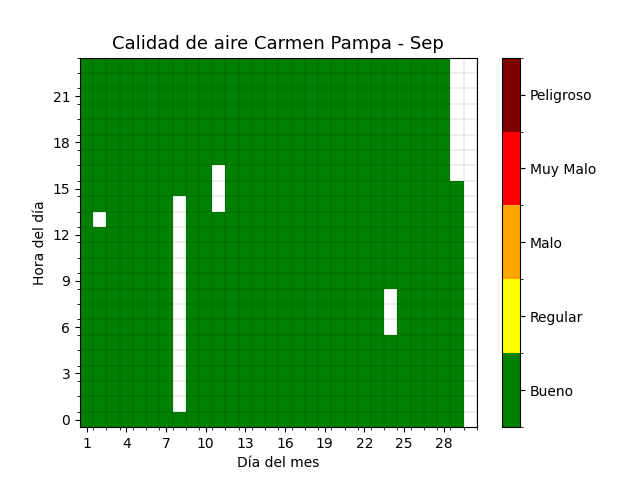 Calidad de aire Carmen Pampa - Sep
Hora del día
21
18
15
12
9
6
3
0
1 4 7 10 13 16 19 22 25 28
Día del mes
Peligroso
Muy Malo
Malo
Regular
Bueno